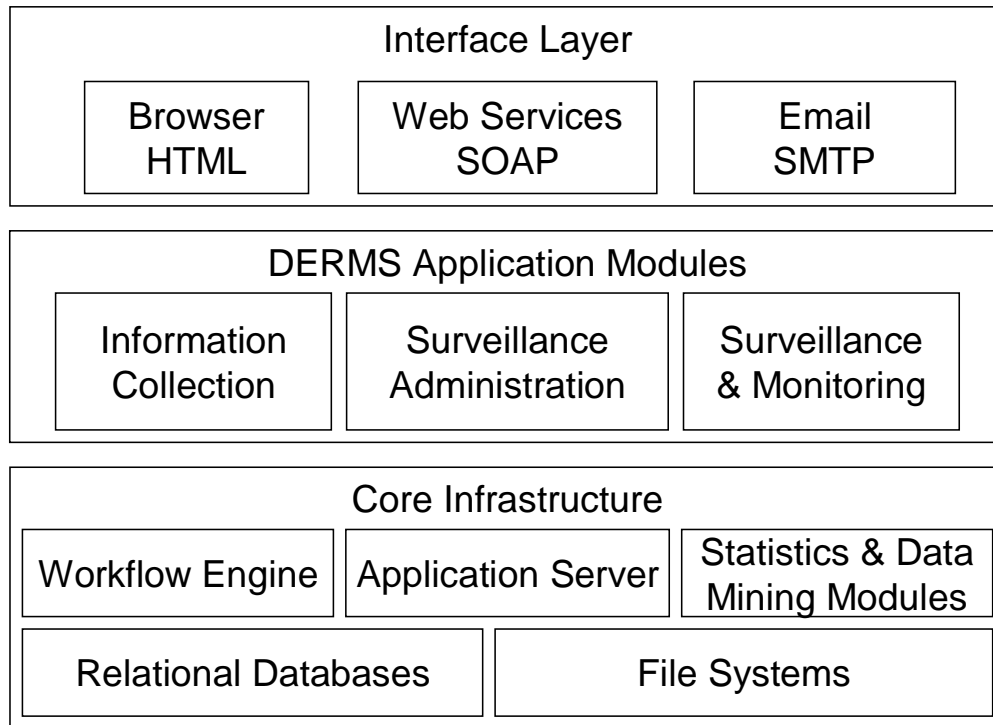 Interface Layer
Browser
HTML
Web Services
SOAP
Email
SMTP
DERMS Application Modules
Information
Collection
Surveillance
Administration
Surveillance
& Monitoring
Core Infrastructure
Workflow Engine
Application Server
Statistics & Data
Mining Modules
Relational Databases
File Systems